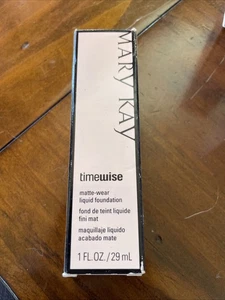 MARY KAY
timewise
matte-wear
liquid foundation
fond de teint liquide
fini mat
maquillaje líquido
acabado mate
1 FL. OZ. / 29 mL